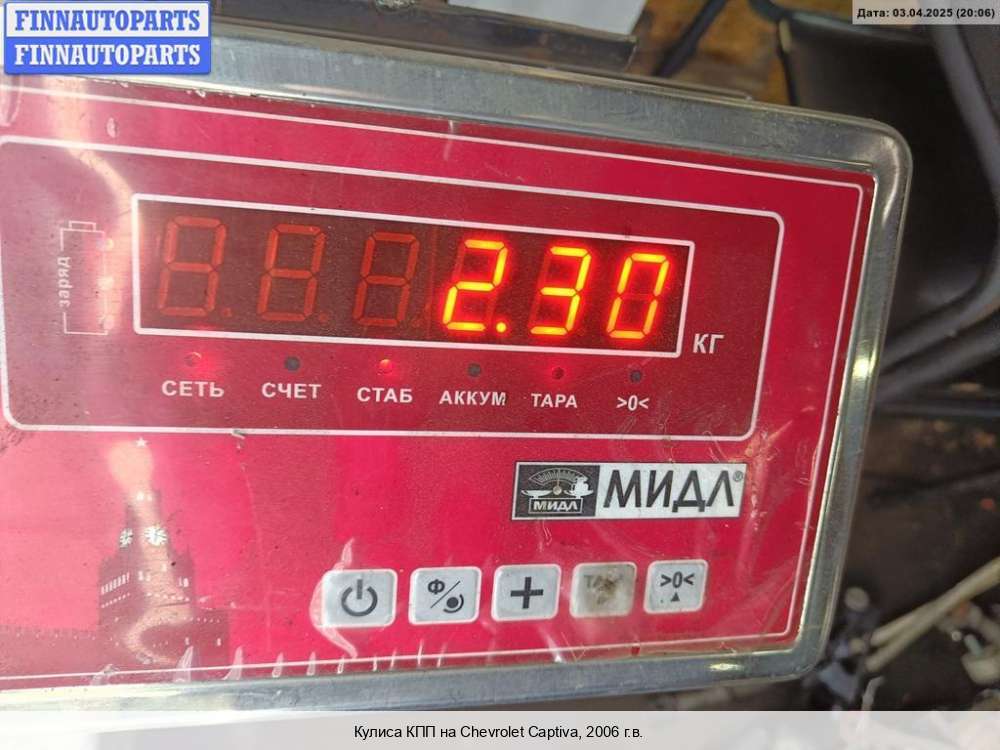 FINNAUTOPARTS
FINNAUTOPARTS
Дата: 03.04.2025 (20:06)
заряд
2.30
КГ
СЕТЬ СЧЕТ СТАБ АККУМ ТАРА >0<
МИДЛ МИДЛ®
Ф + >0<
Кулиса КПП на Chevrolet Captiva, 2006 г.в.